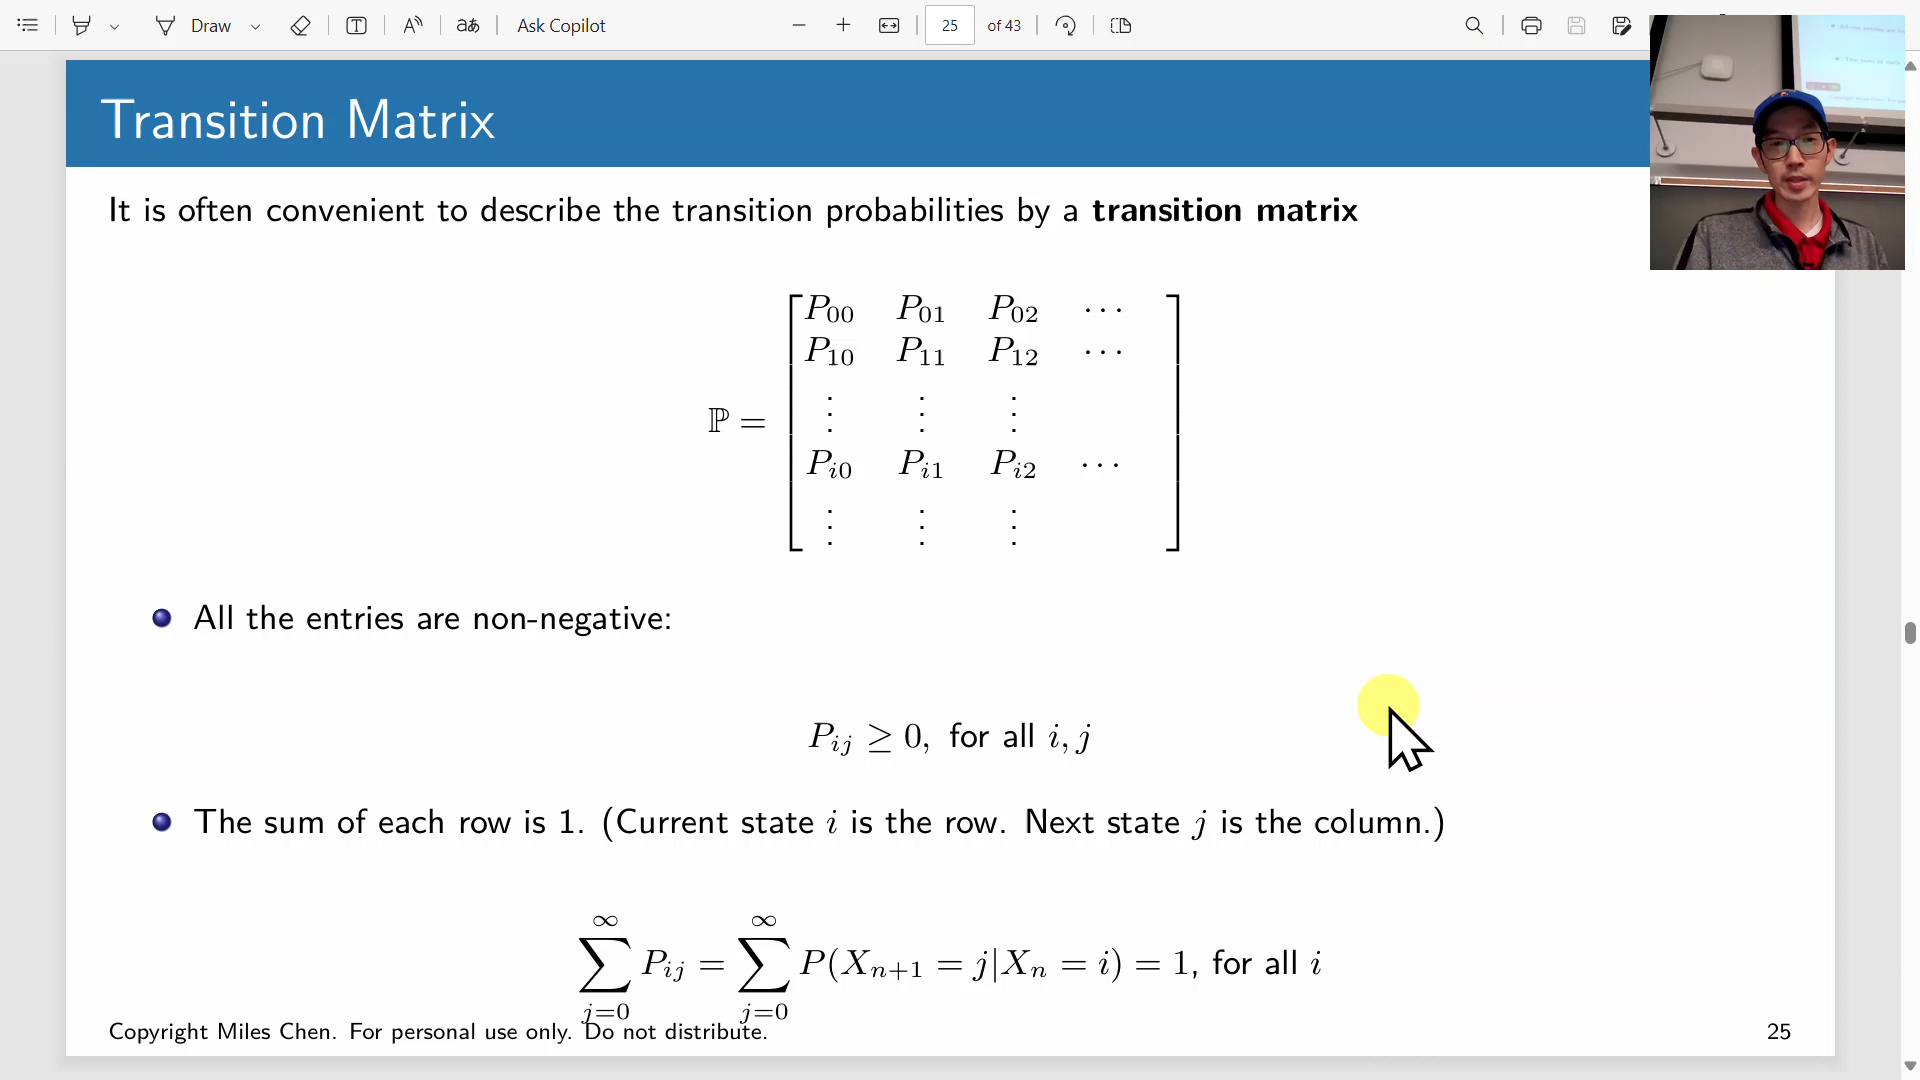 Draw
Ask Copilot
25 of 43
Transition Matrix
It is often convenient to describe the transition probabilities by a transition matrix
P₀₀ P₀₁ P₀₂ ⋯
P₁₀ P₁₁ P₁₂ ⋯
⋮ ⋮ ⋮
ℙ =
Pᵢ₀ Pᵢ₁ Pᵢ₂ ⋯
⋮ ⋮ ⋮
All the entries are non-negative:
Pᵢⱼ ≥ 0, for all i, j
The sum of each row is 1. (Current state i is the row. Next state j is the column.)
∑_{j=0}^{∞} Pᵢⱼ = ∑_{j=0}^{∞} P(Xₙ₊₁ = j|Xₙ = i) = 1, for all i
Copyright Miles Chen. For personal use only. Do not distribute.
25